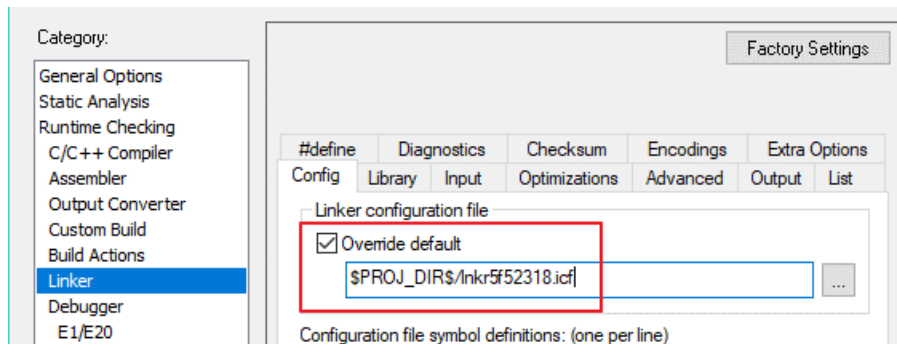 Category:
Factory Settings
General Options
Static Analysis
Runtime Checking
C/C++ Compiler
Assembler
Output Converter
Custom Build
Build Actions
Linker
Debugger
E1/E20
#define Diagnostics Checksum Encodings Extra Options
Config Library Input Optimizations Advanced Output List
Linker configuration file
Override default
$PROJ_DIR$/lnkr5f52318.icf
...
Configuration file symbol definitions: (one per line)